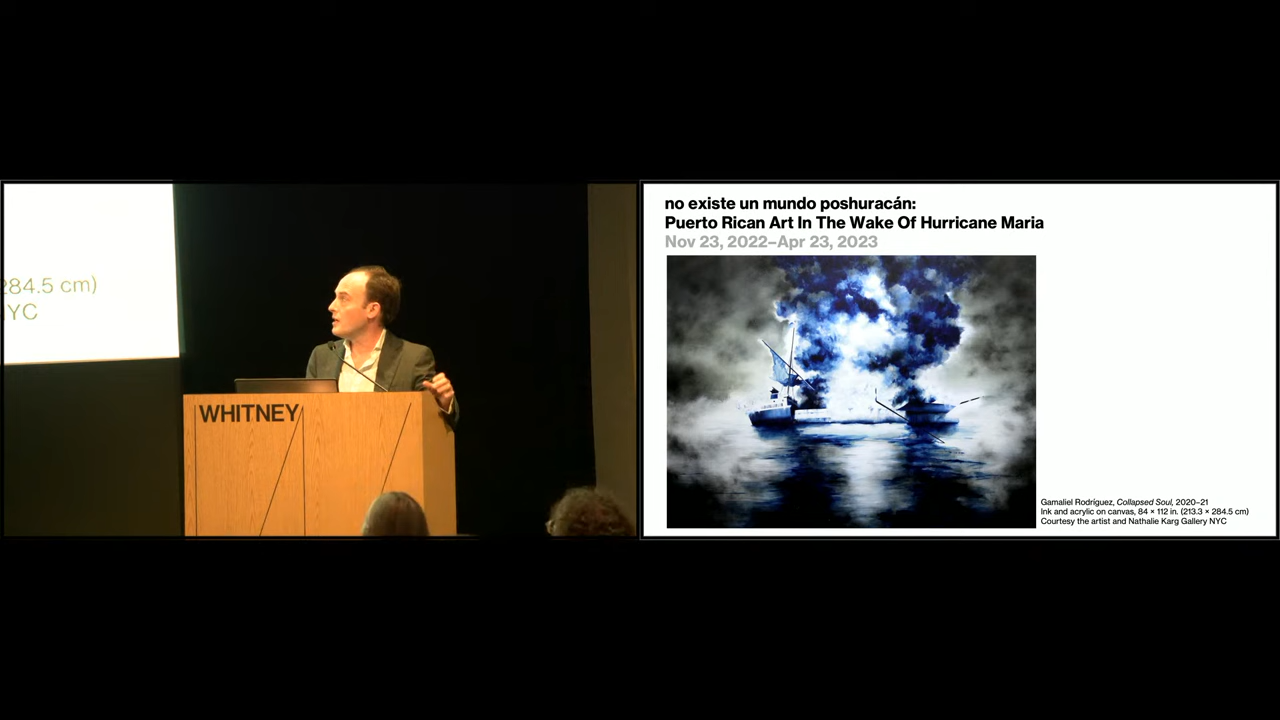 284.5 cm)
YC
WHITNEY
no existe un mundo poshuracán:
Puerto Rican Art In The Wake Of Hurricane Maria
Nov 23, 2022–Apr 23, 2023
Gamaliel Rodríguez, Collapsed Soul, 2020–21
Ink and acrylic on canvas, 84 × 112 in. (213.3 × 284.5 cm)
Courtesy the artist and Nathalie Karg Gallery NYC